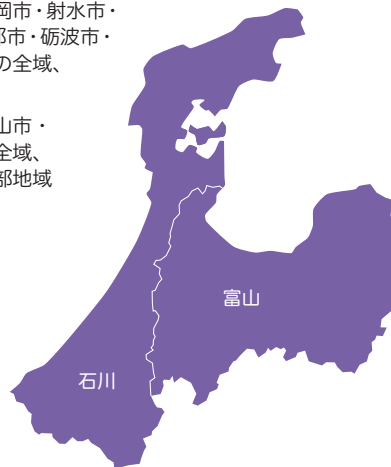 岡市・射水市・
部市・砺波市・
の全域、
山市・
全域、
部地域
富山
石川